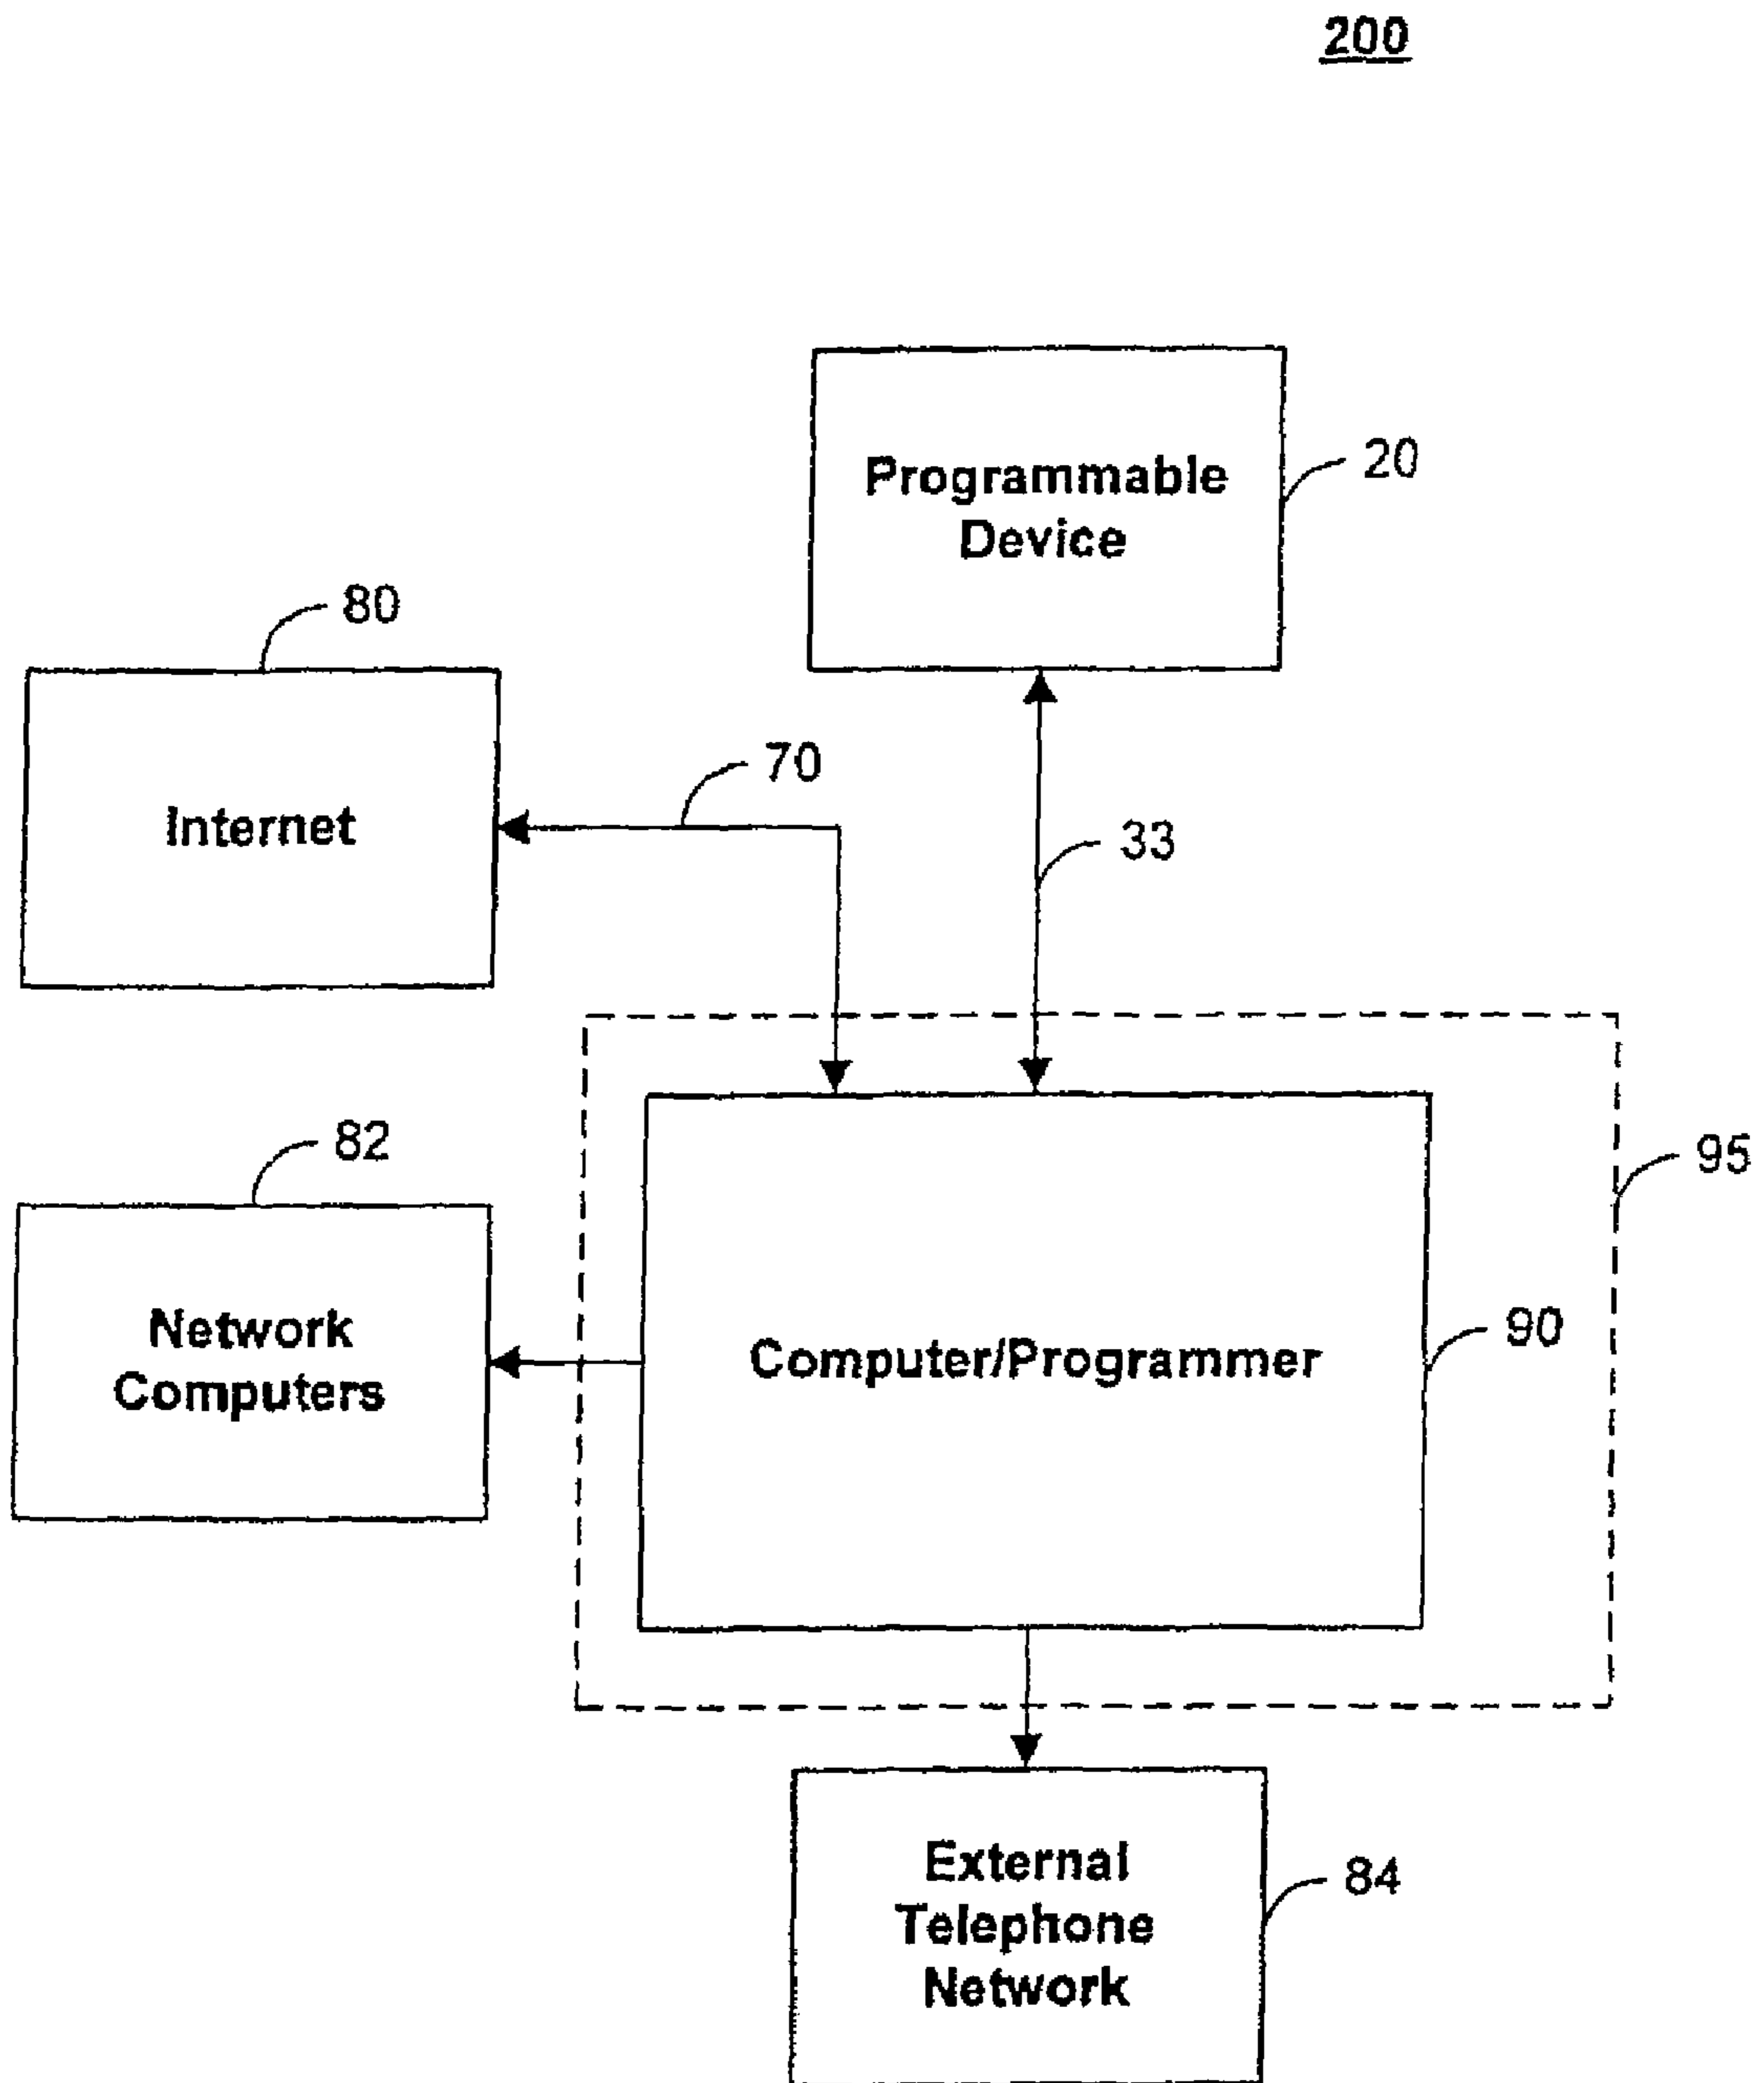 200
Programmable
Device
20
80
Internet
70
33
82
Network
Computers
95
Computer/Programmer
90
External
Telephone
Network
84